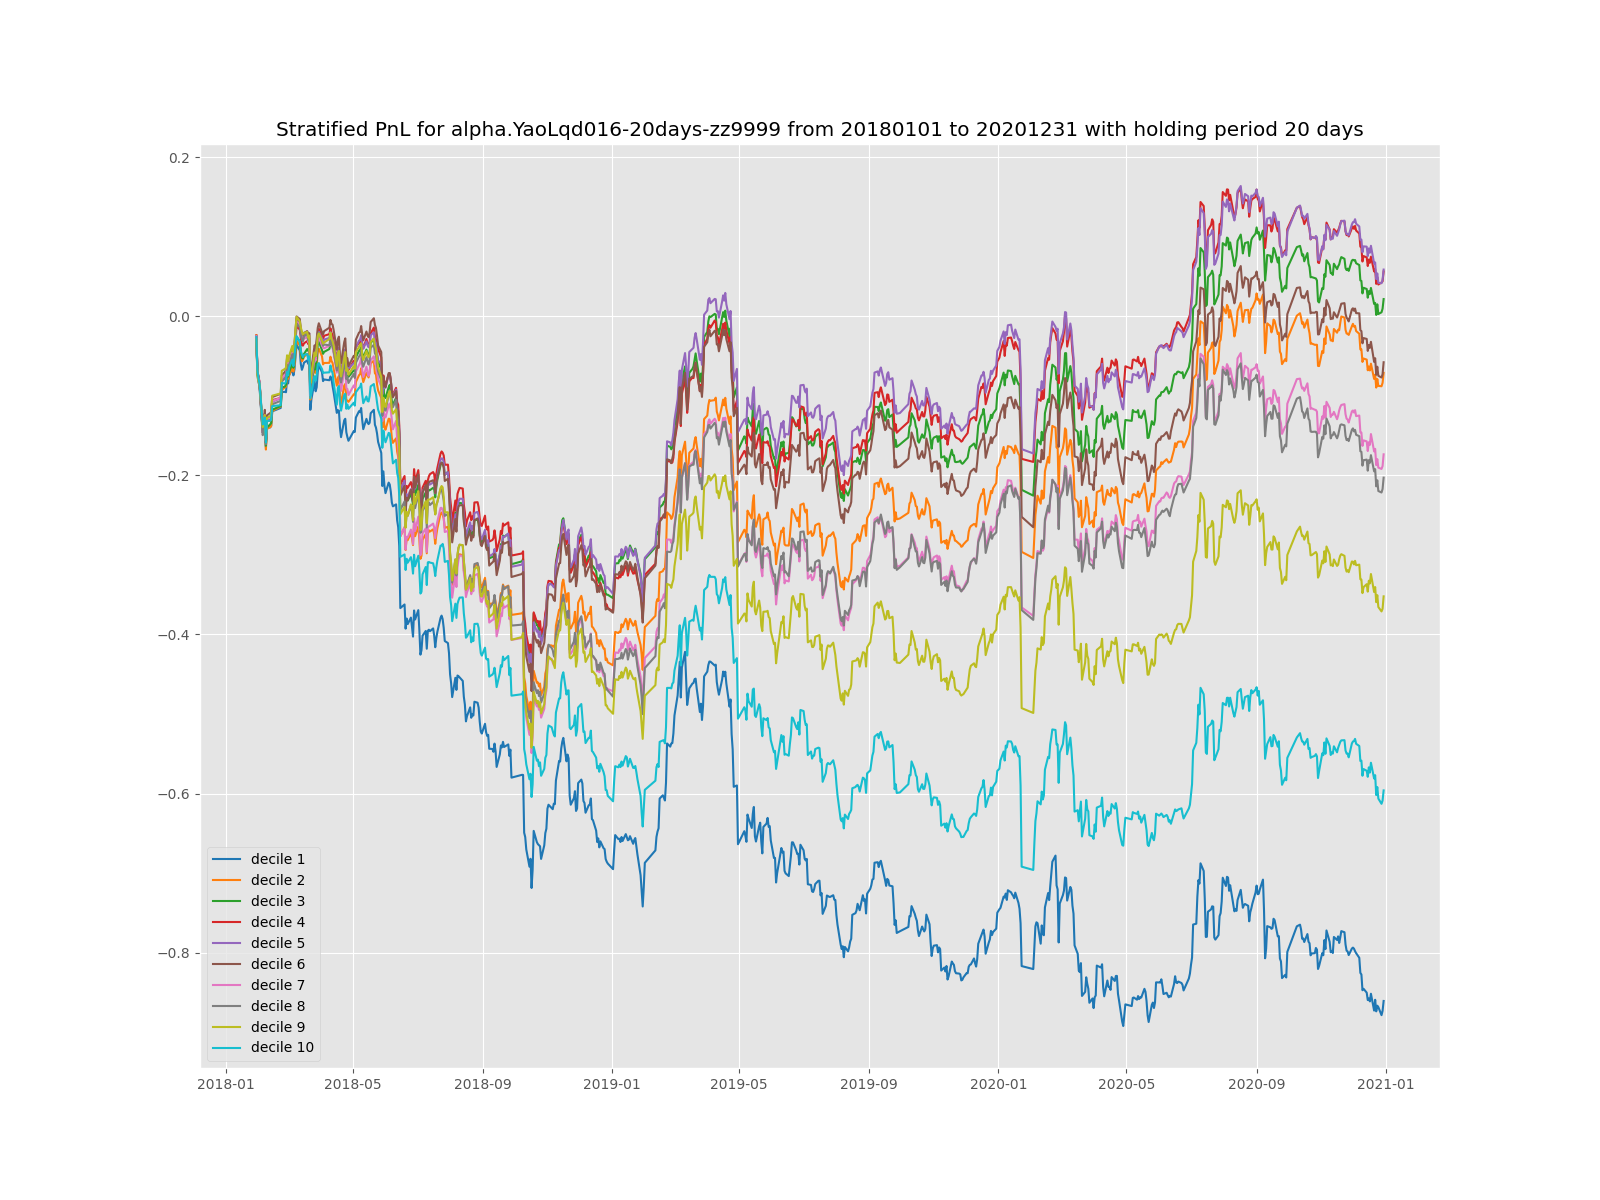 Stratified PnL for alpha.YaoLqd016-20days-zz9999 from 20180101 to 20201231 with holding period 20 days
0.2
0.0
−0.2
−0.4
−0.6
−0.8
decile 1
decile 2
decile 3
decile 4
decile 5
decile 6
decile 7
decile 8
decile 9
decile 10
2018-01 2018-05 2018-09 2019-01 2019-05 2019-09 2020-01 2020-05 2020-09 2021-01